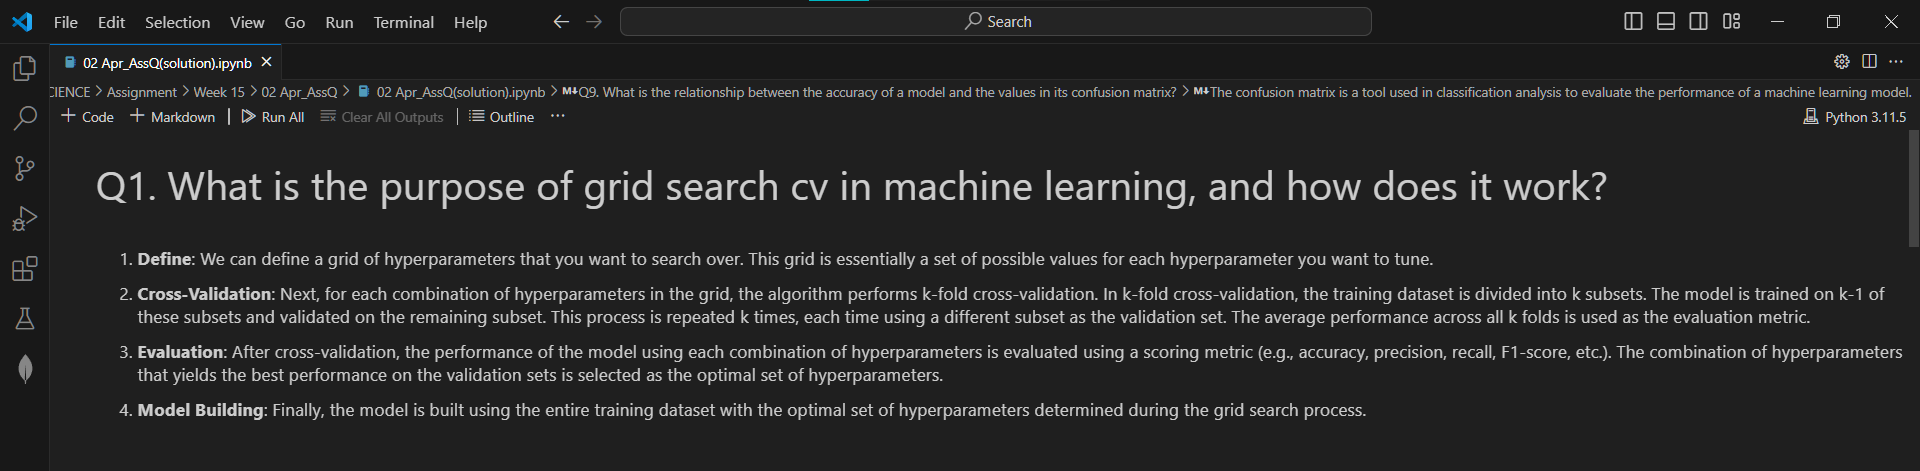 File Edit Selection View Go Run Terminal Help Search
02 Apr_AssQ(solution).ipynb
CIENCE > Assignment > Week 15 > 02 Apr_AssQ > 02 Apr_AssQ(solution).ipynb > M↓Q9. What is the relationship between the accuracy of a model and the values in its confusion matrix? > M↓The confusion matrix is a tool used in classification analysis to evaluate the performance of a machine learning model.
+ Code + Markdown | Run All Clear All Outputs | Outline ··· Python 3.11.5
Q1. What is the purpose of grid search cv in machine learning, and how does it work?
1. Define: We can define a grid of hyperparameters that you want to search over. This grid is essentially a set of possible values for each hyperparameter you want to tune.
2. Cross-Validation: Next, for each combination of hyperparameters in the grid, the algorithm performs k-fold cross-validation. In k-fold cross-validation, the training dataset is divided into k subsets. The model is trained on k-1 of
these subsets and validated on the remaining subset. This process is repeated k times, each time using a different subset as the validation set. The average performance across all k folds is used as the evaluation metric.
3. Evaluation: After cross-validation, the performance of the model using each combination of hyperparameters is evaluated using a scoring metric (e.g., accuracy, precision, recall, F1-score, etc.). The combination of hyperparameters
that yields the best performance on the validation sets is selected as the optimal set of hyperparameters.
4. Model Building: Finally, the model is built using the entire training dataset with the optimal set of hyperparameters determined during the grid search process.